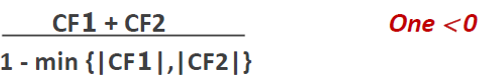 CF1 + CF2 One <0
1 - min {|CF1|,|CF2|}